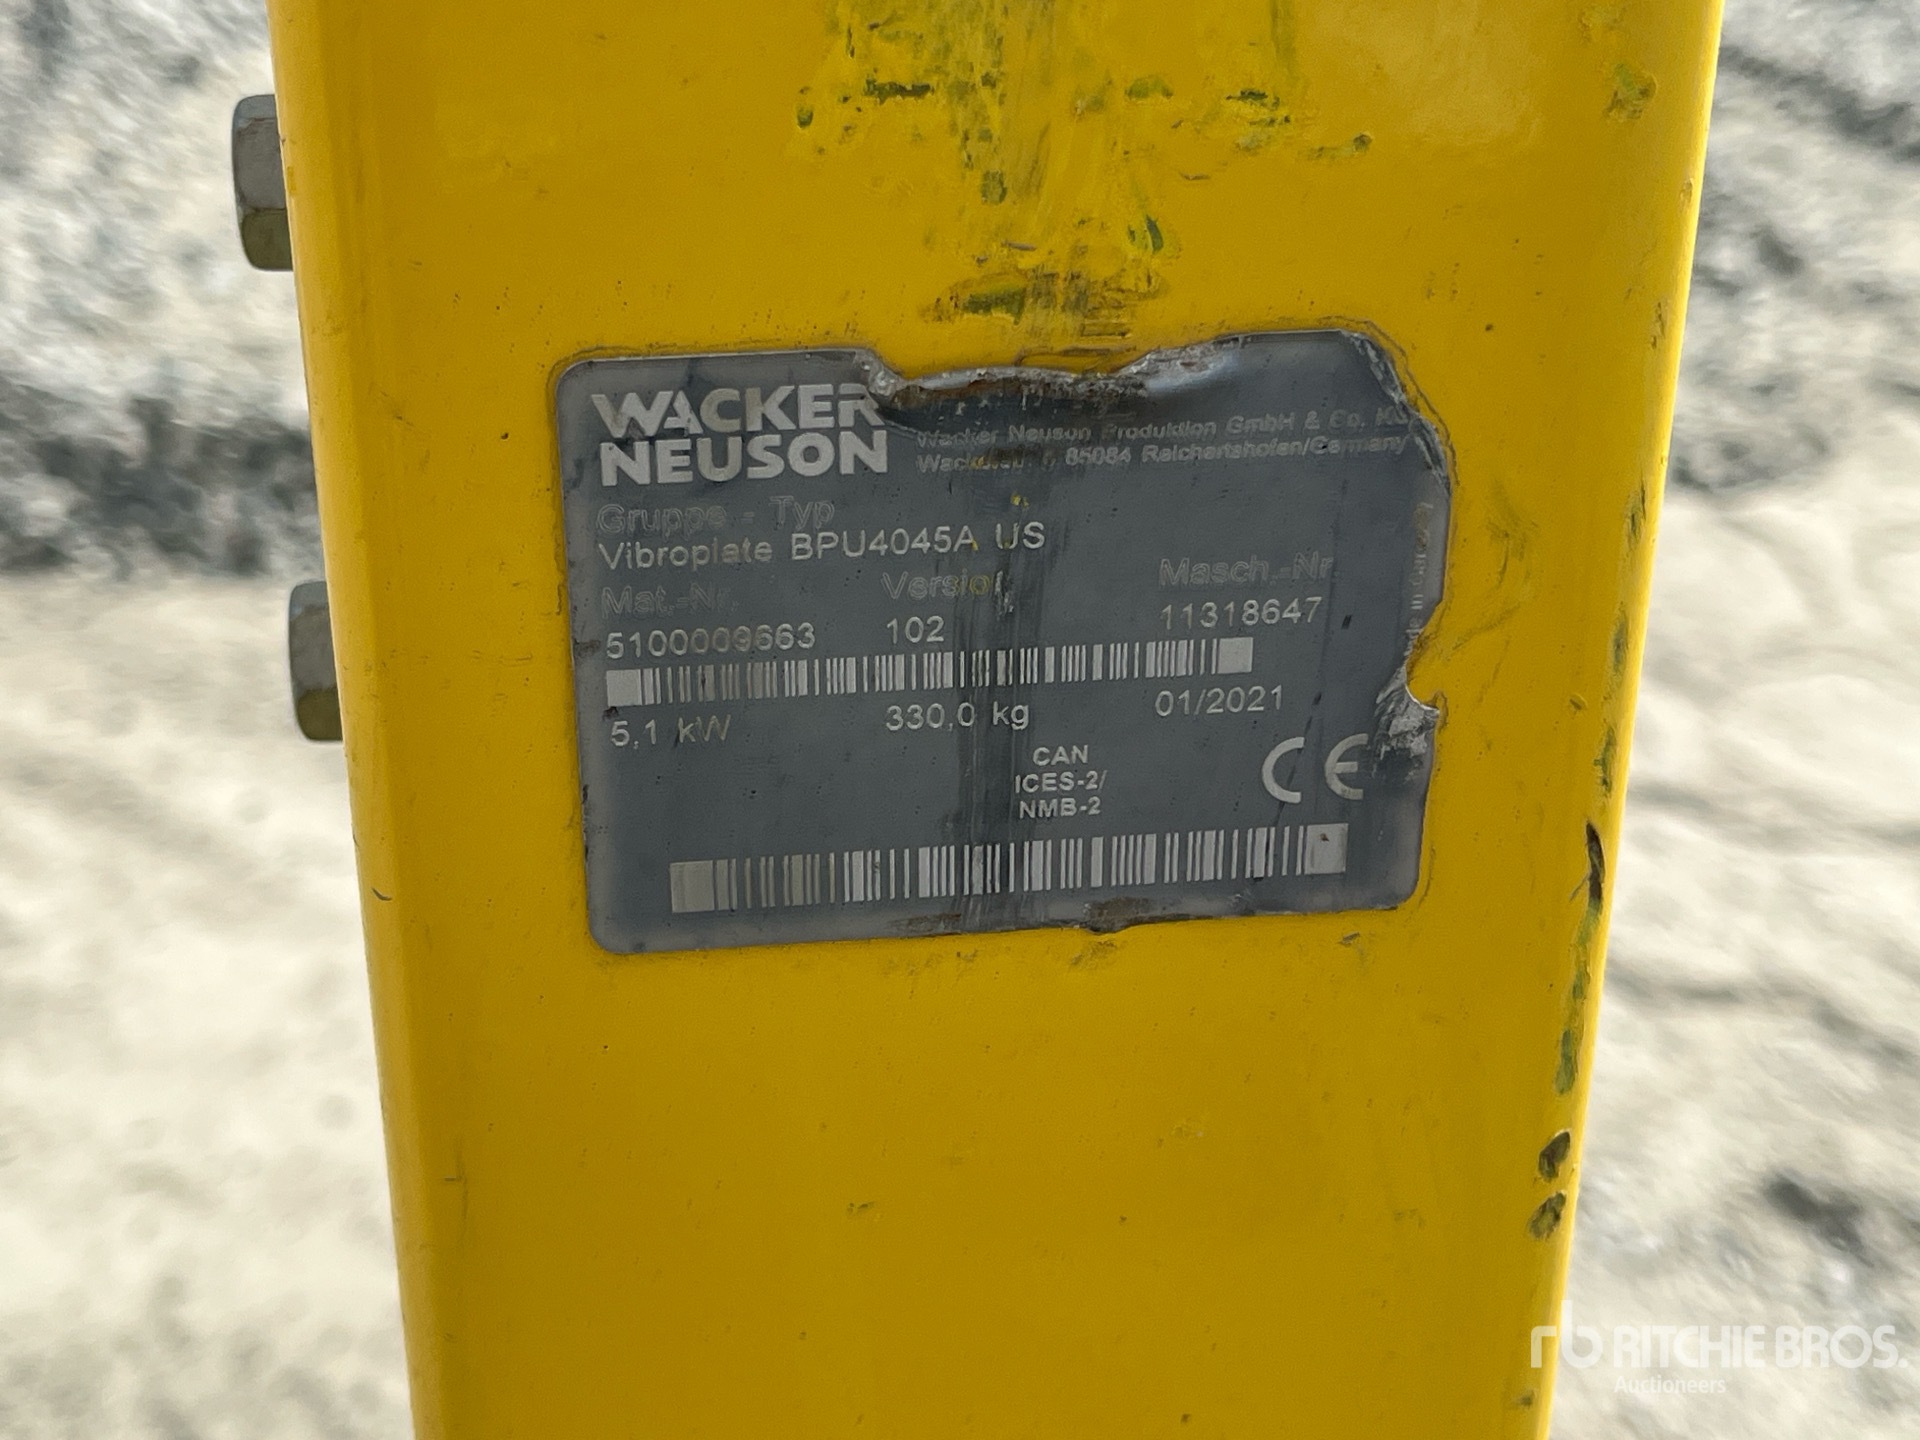 WACKER
NEUSON
Wacker Neuson Produktion GmbH & Co.
85084 Reichertshofen/Germany
Gruppe - Typ
Vibroplate BPU4045A US
Mat.-Nr. Version Masch.-Nr.
5100009663 102 11318647
5,1 kW 330,0 kg 01/2021
CAN
ICES-2/
NMB-2
CE
RITCHIE BROS.
Auctioneers